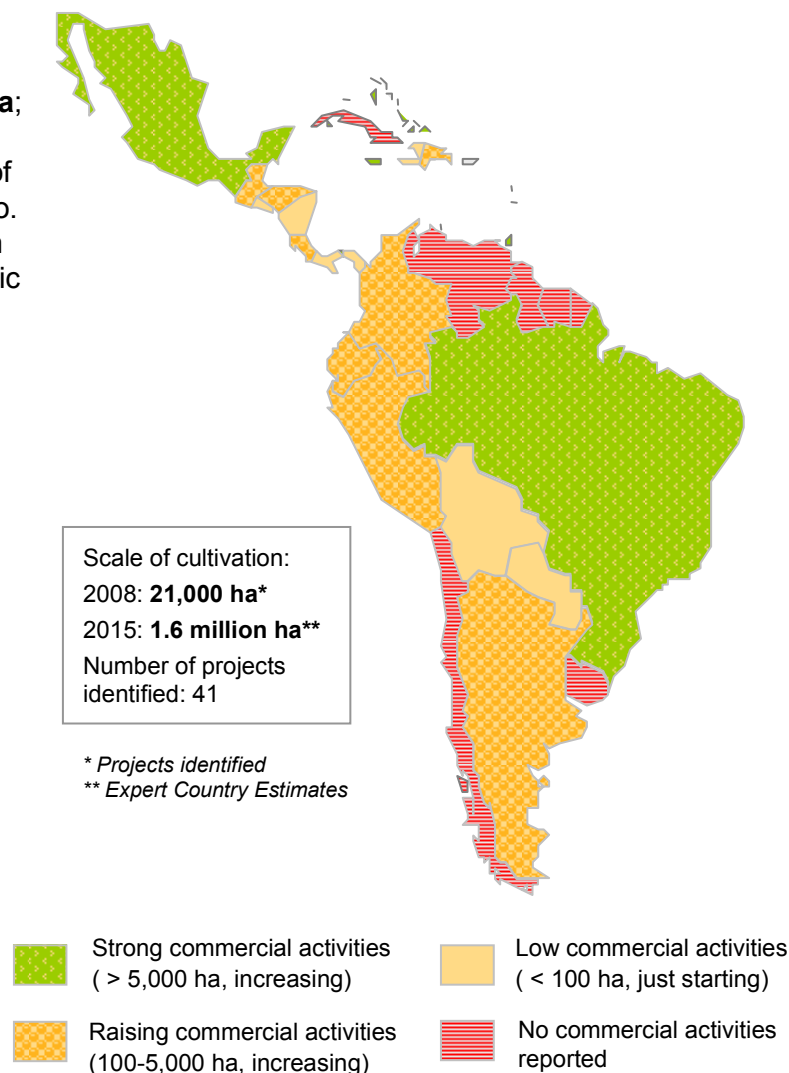 a;
of
o.
n
ic
Scale of cultivation:
2008: 21,000 ha*
2015: 1.6 million ha**
Number of projects
identified: 41
* Projects identified
** Expert Country Estimates
Strong commercial activities
( > 5,000 ha, increasing)
Raising commercial activities
(100-5,000 ha, increasing)
Low commercial activities
( < 100 ha, just starting)
No commercial activities
reported